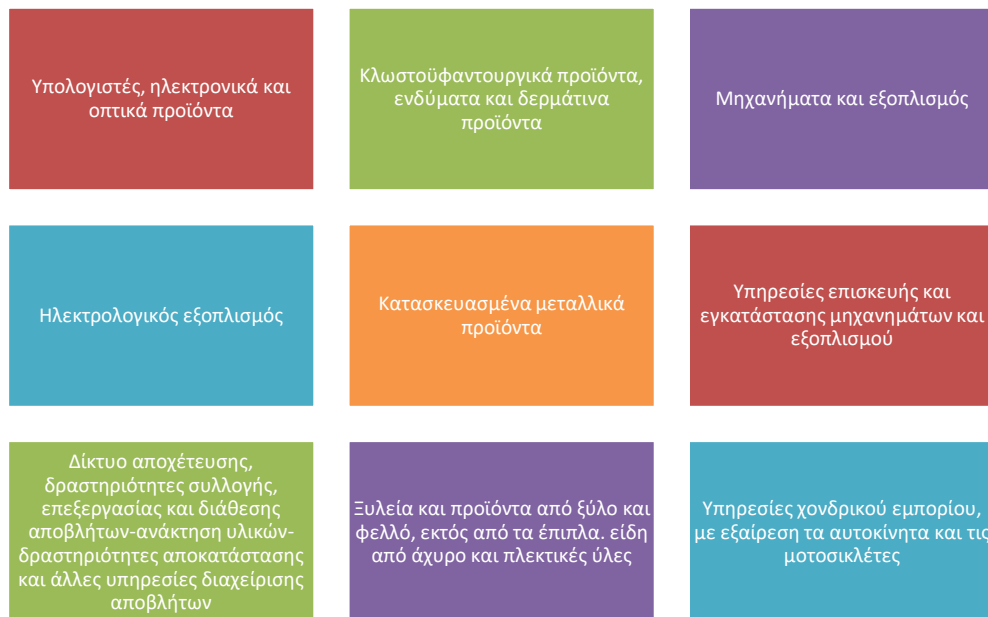 Υπολογιστές, ηλεκτρονικά και
οπτικά προϊόντα
Κλωστοϋφαντουργικά προϊόντα,
ενδύματα και δερμάτινα
προϊόντα
Μηχανήματα και εξοπλισμός
Ηλεκτρολογικός εξοπλισμός
Κατασκευασμένα μεταλλικά
προϊόντα
Υπηρεσίες επισκευής και
εγκατάστασης μηχανημάτων και
εξοπλισμού
Δίκτυο αποχέτευσης,
δραστηριότητες συλλογής,
επεξεργασίας και διάθεσης
αποβλήτων-ανάκτηση υλικών-
δραστηριότητες αποκατάστασης
και άλλες υπηρεσίες διαχείρισης
αποβλήτων
Ξυλεία και προϊόντα από ξύλο και
φελλό, εκτός από τα έπιπλα. είδη
από άχυρο και πλεκτικές ύλες
Υπηρεσίες χονδρικού εμπορίου,
με εξαίρεση τα αυτοκίνητα και τις
μοτοσικλέτες